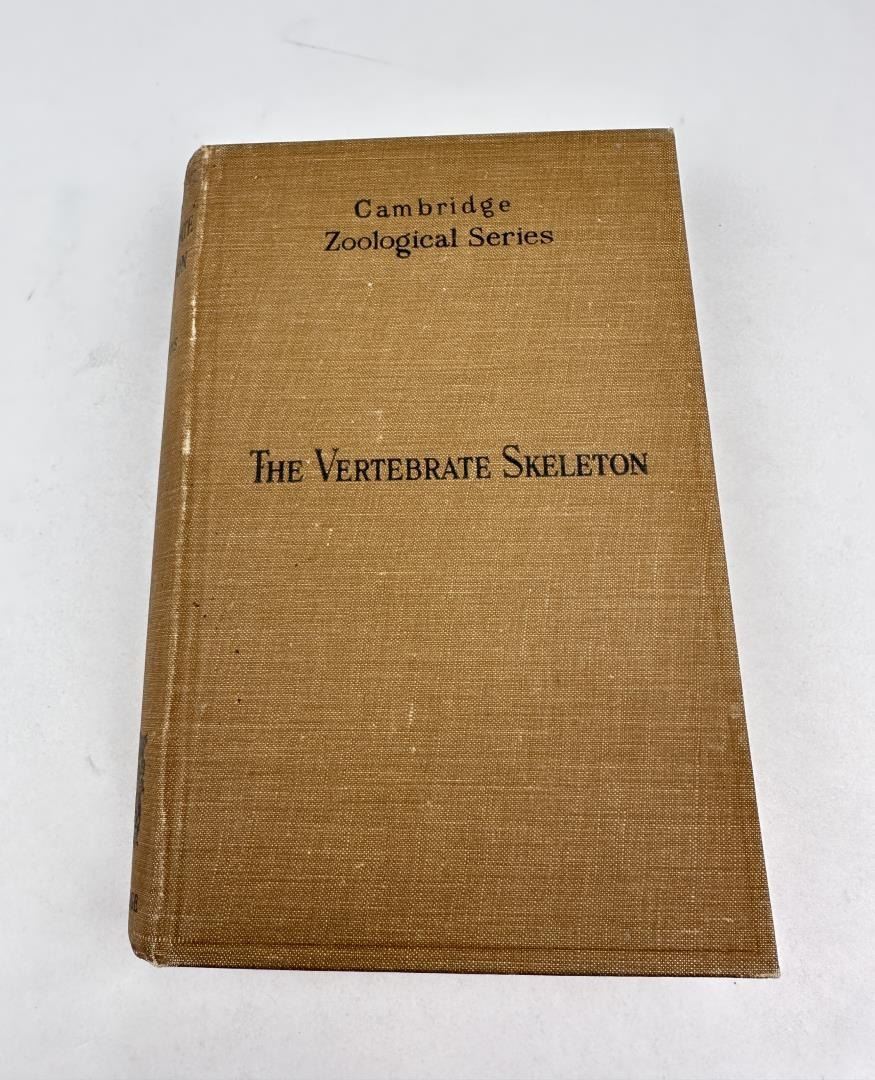 Cambridge
Zoological Series
THE VERTEBRATE SKELETON